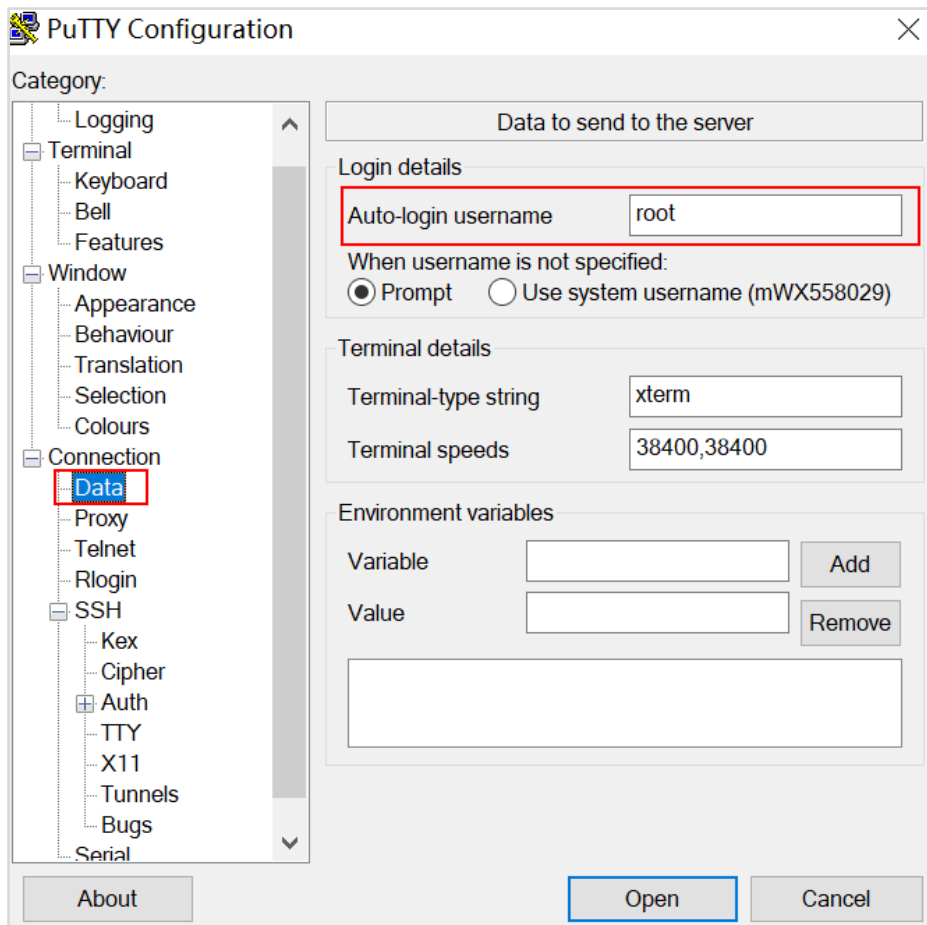 PuTTY Configuration
Category:
Logging
Terminal
Keyboard
Bell
Features
Window
Appearance
Behaviour
Translation
Selection
Colours
Connection
Data
Proxy
Telnet
Rlogin
SSH
Kex
Cipher
Auth
TTY
X11
Tunnels
Bugs
Serial
Data to send to the server
Login details
Auto-login username root
When username is not specified:
Prompt Use system username (mWX558029)
Terminal details
Terminal-type string xterm
Terminal speeds 38400,38400
Environment variables
Variable Add
Value Remove
About Open Cancel